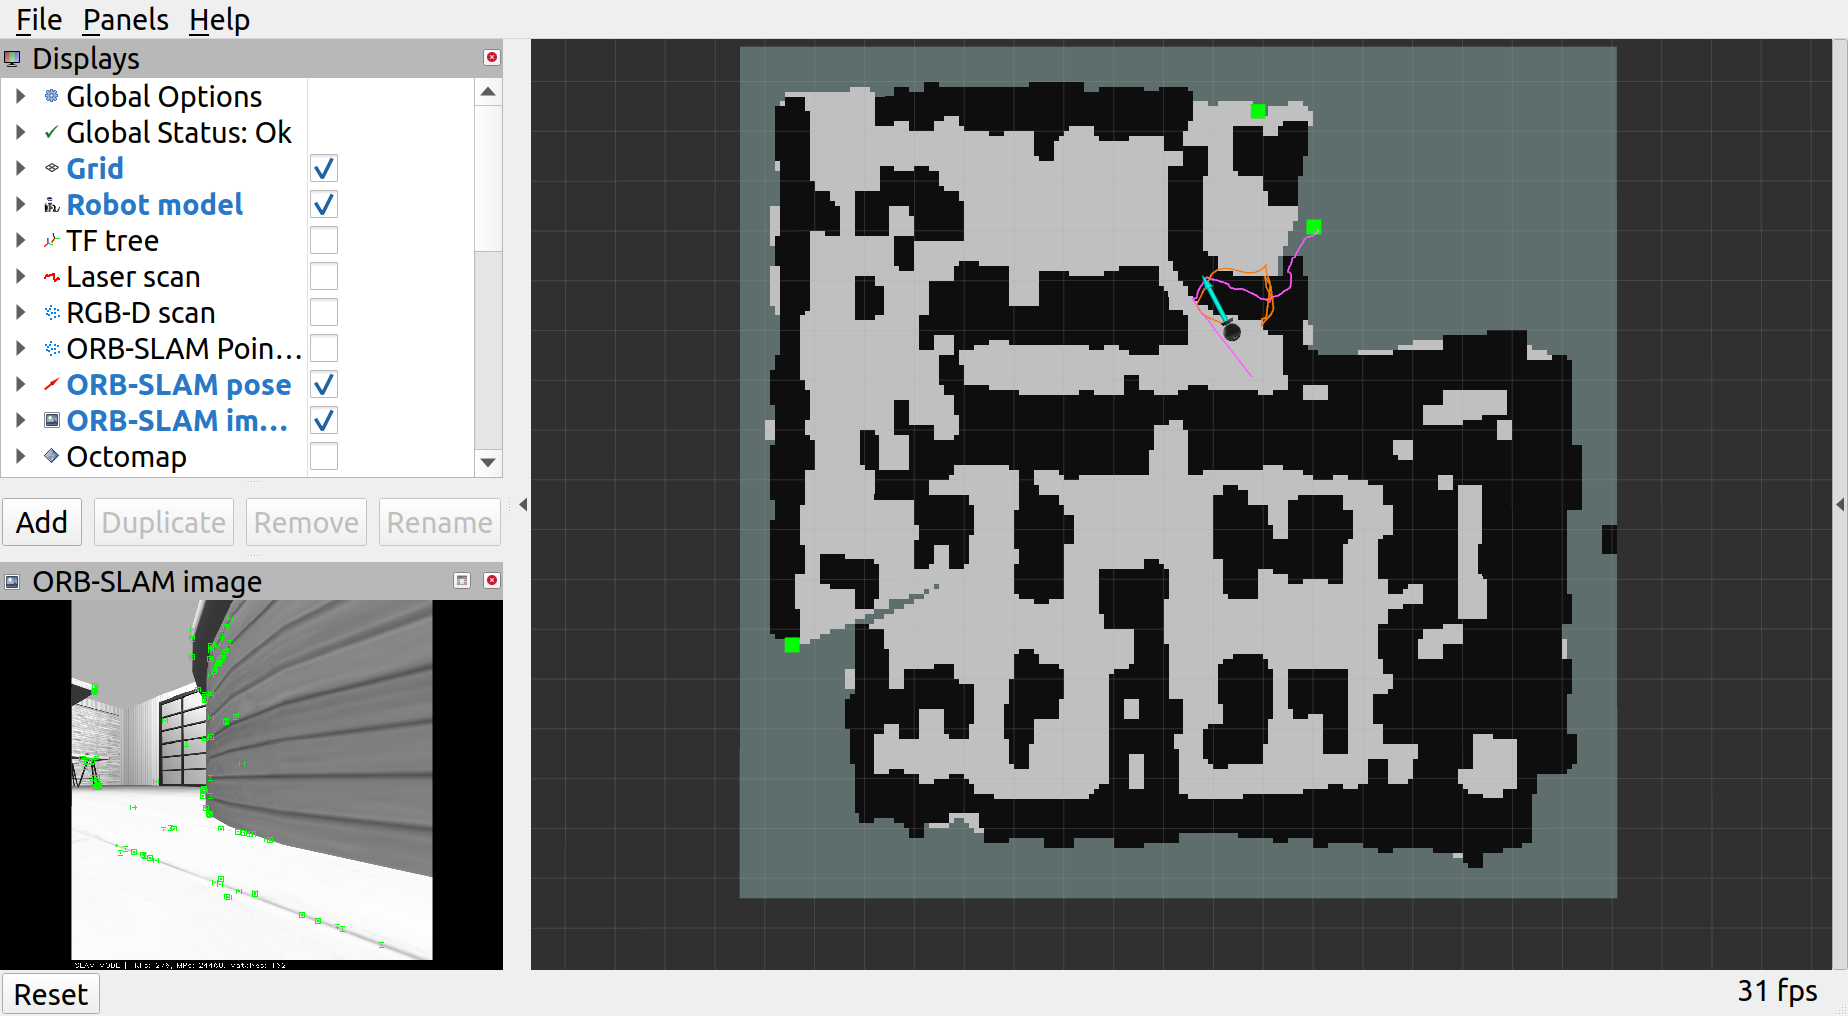 File Panels Help
Displays
Global Options
Global Status: Ok
Grid
Robot model
TF tree
Laser scan
RGB-D scan
ORB-SLAM Poin...
ORB-SLAM pose
ORB-SLAM im...
Octomap
Add Duplicate Remove Rename
ORB-SLAM image
SLAM MODE |
Reset
31 fps